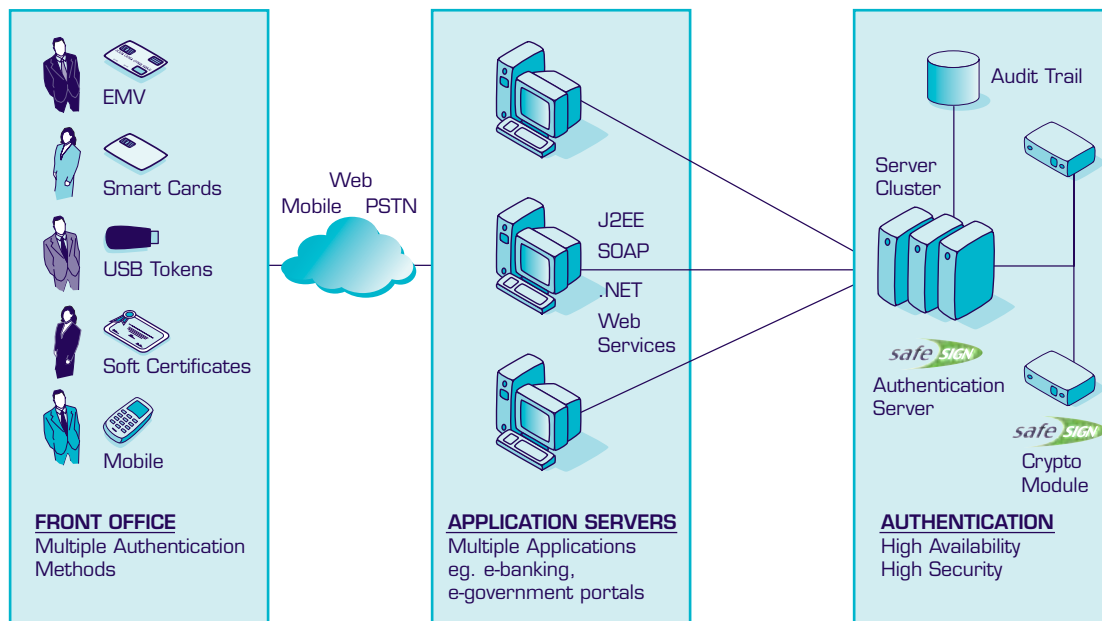 EMV
Smart Cards
USB Tokens
Soft Certificates
Mobile
FRONT OFFICE
Multiple Authentication
Methods
Web
Mobile PSTN
J2EE
SOAP
.NET
Web
Services
APPLICATION SERVERS
Multiple Applications
eg. e-banking,
e-government portals
Audit Trail
Server
Cluster
safe SIGN
Authentication
Server
safe SIGN
Crypto
Module
AUTHENTICATION
High Availability
High Security